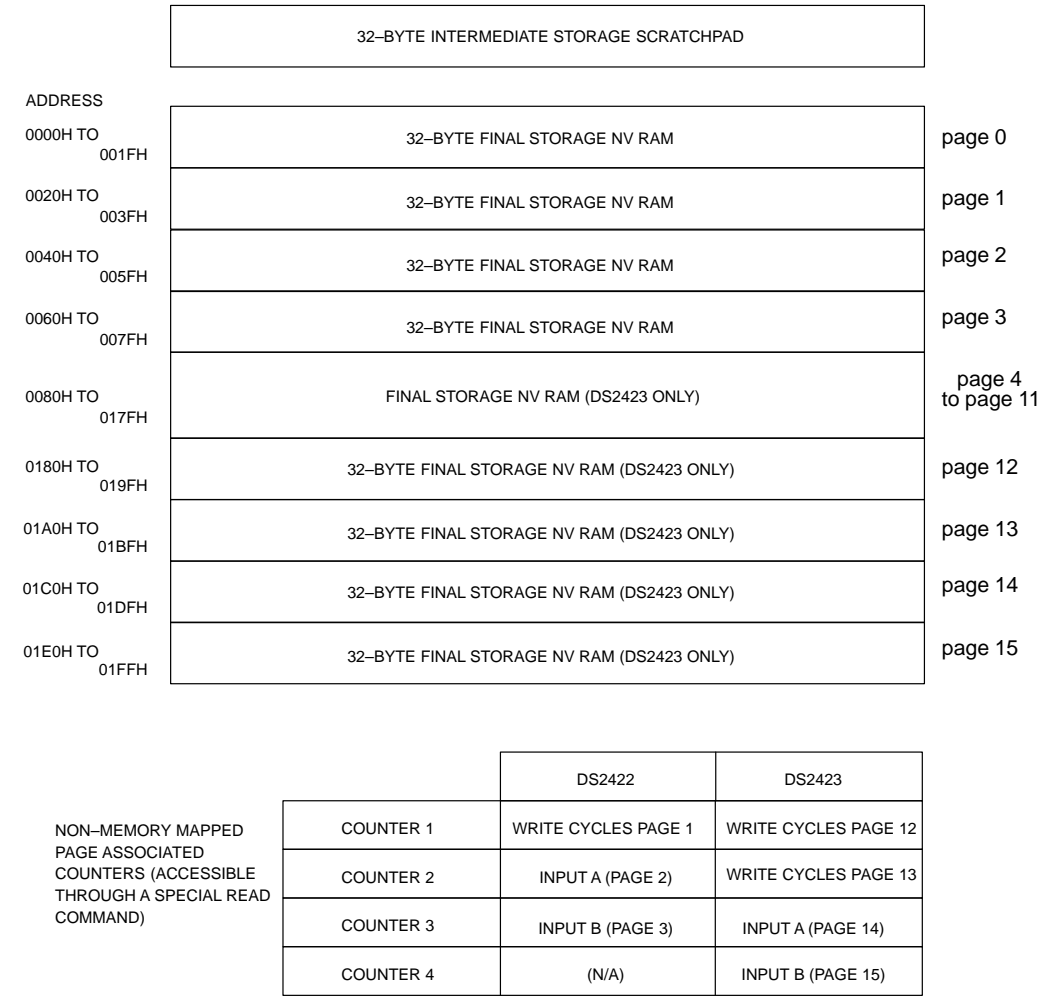 32–BYTE INTERMEDIATE STORAGE SCRATCHPAD
ADDRESS
0000H TO
001FH
32–BYTE FINAL STORAGE NV RAM
page 0
0020H TO
003FH
32–BYTE FINAL STORAGE NV RAM
page 1
0040H TO
005FH
32–BYTE FINAL STORAGE NV RAM
page 2
0060H TO
007FH
32–BYTE FINAL STORAGE NV RAM
page 3
0080H TO
017FH
FINAL STORAGE NV RAM (DS2423 ONLY)
page 4
to page 11
0180H TO
019FH
32–BYTE FINAL STORAGE NV RAM (DS2423 ONLY)
page 12
01A0H TO
01BFH
32–BYTE FINAL STORAGE NV RAM (DS2423 ONLY)
page 13
01C0H TO
01DFH
32–BYTE FINAL STORAGE NV RAM (DS2423 ONLY)
page 14
01E0H TO
01FFH
32–BYTE FINAL STORAGE NV RAM (DS2423 ONLY)
page 15
NON–MEMORY MAPPED
PAGE ASSOCIATED
COUNTERS (ACCESSIBLE
THROUGH A SPECIAL READ
COMMAND)
DS2422 DS2423
COUNTER 1 WRITE CYCLES PAGE 1 WRITE CYCLES PAGE 12
COUNTER 2 INPUT A (PAGE 2) WRITE CYCLES PAGE 13
COUNTER 3 INPUT B (PAGE 3) INPUT A (PAGE 14)
COUNTER 4 (N/A) INPUT B (PAGE 15)